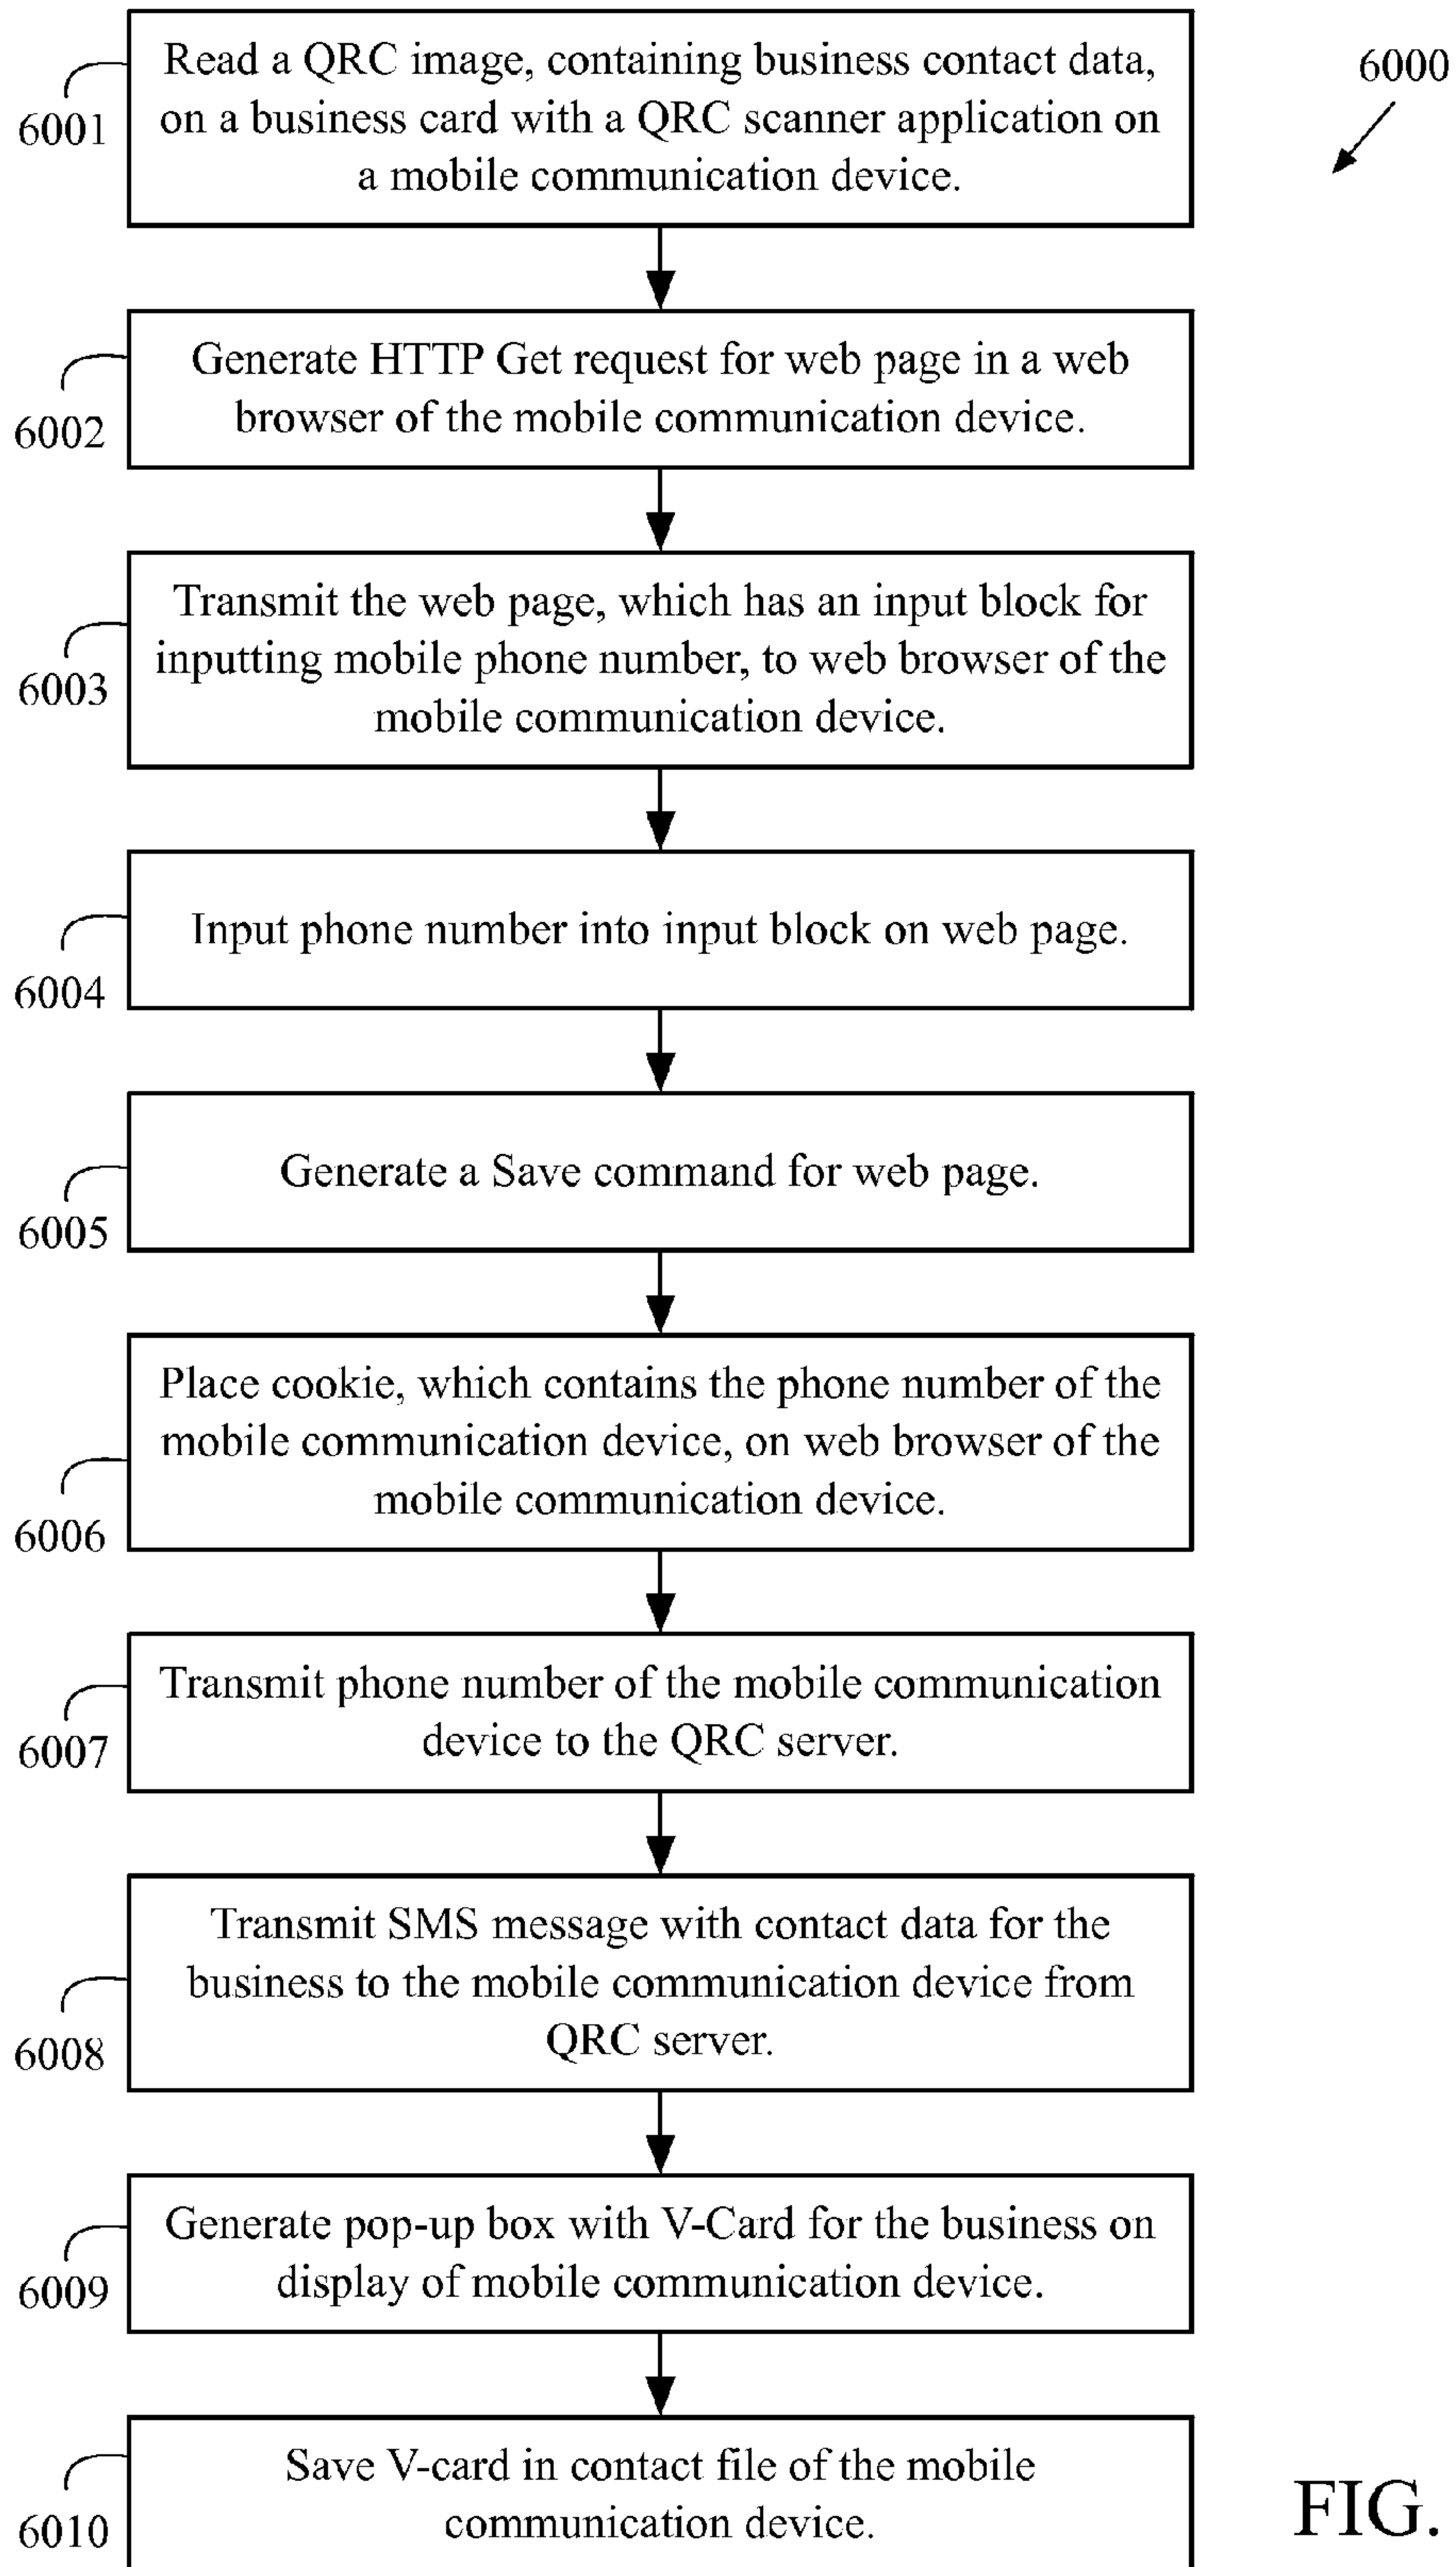 6000
6001
Read a QRC image, containing business contact data,
on a business card with a QRC scanner application on
a mobile communication device.
6002
Generate HTTP Get request for web page in a web
browser of the mobile communication device.
6003
Transmit the web page, which has an input block for
inputting mobile phone number, to web browser of the
mobile communication device.
6004
Input phone number into input block on web page.
6005
Generate a Save command for web page.
6006
Place cookie, which contains the phone number of the
mobile communication device, on web browser of the
mobile communication device.
6007
Transmit phone number of the mobile communication
device to the QRC server.
6008
Transmit SMS message with contact data for the
business to the mobile communication device from
QRC server.
6009
Generate pop-up box with V-Card for the business on
display of mobile communication device.
6010
Save V-card in contact file of the mobile
communication device.
FIG.